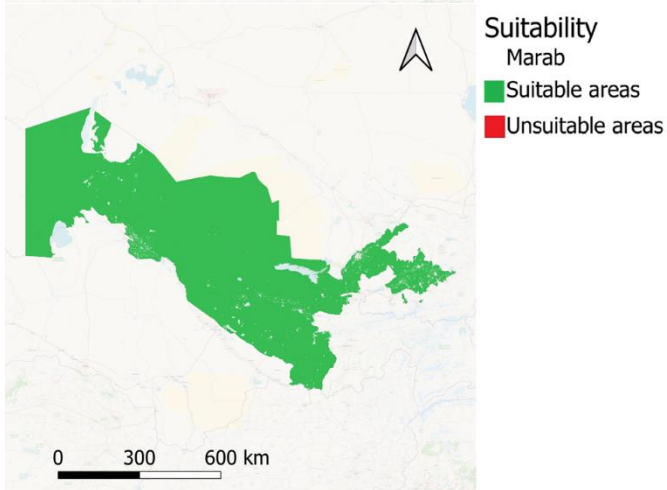 Suitability
Marab
Suitable areas
Unsuitable areas
0 300 600 km